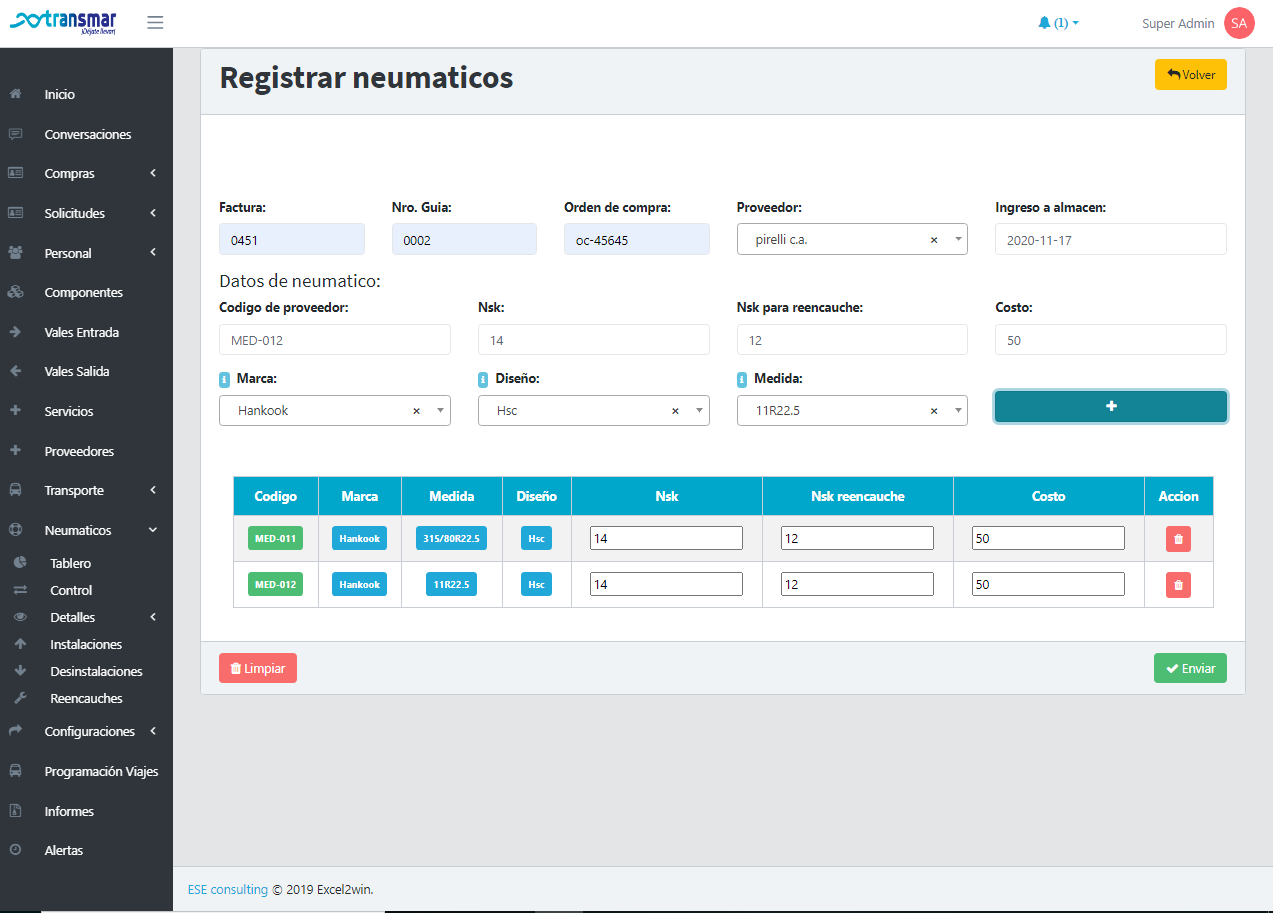 transmar
¡Déjate llevar!
(1)
Super Admin
SA
Inicio
Conversaciones
Compras
Solicitudes
Personal
Componentes
Vales Entrada
Vales Salida
Servicios
Proveedores
Transporte
Neumaticos
Tablero
Control
Detalles
Instalaciones
Desinstalaciones
Reencauches
Configuraciones
Programación Viajes
Informes
Alertas
Registrar neumaticos
Volver
Factura: Nro. Guia: Orden de compra: Proveedor: Ingreso a almacen:
0451 0002 oc-45645 pirelli c.a. × 2020-11-17
Datos de neumatico:
Codigo de proveedor: Nsk: Nsk para reencauche: Costo:
MED-012 14 12 50
Marca: Diseño: Medida:
Hankook × Hsc × 11R22.5 ×
Codigo Marca Medida Diseño Nsk Nsk reencauche Costo Accion
MED-011 Hankook 315/80R22.5 Hsc 14 12 50
MED-012 Hankook 11R22.5 Hsc 14 12 50
Limpiar
Enviar
ESE consulting © 2019 Excel2win.